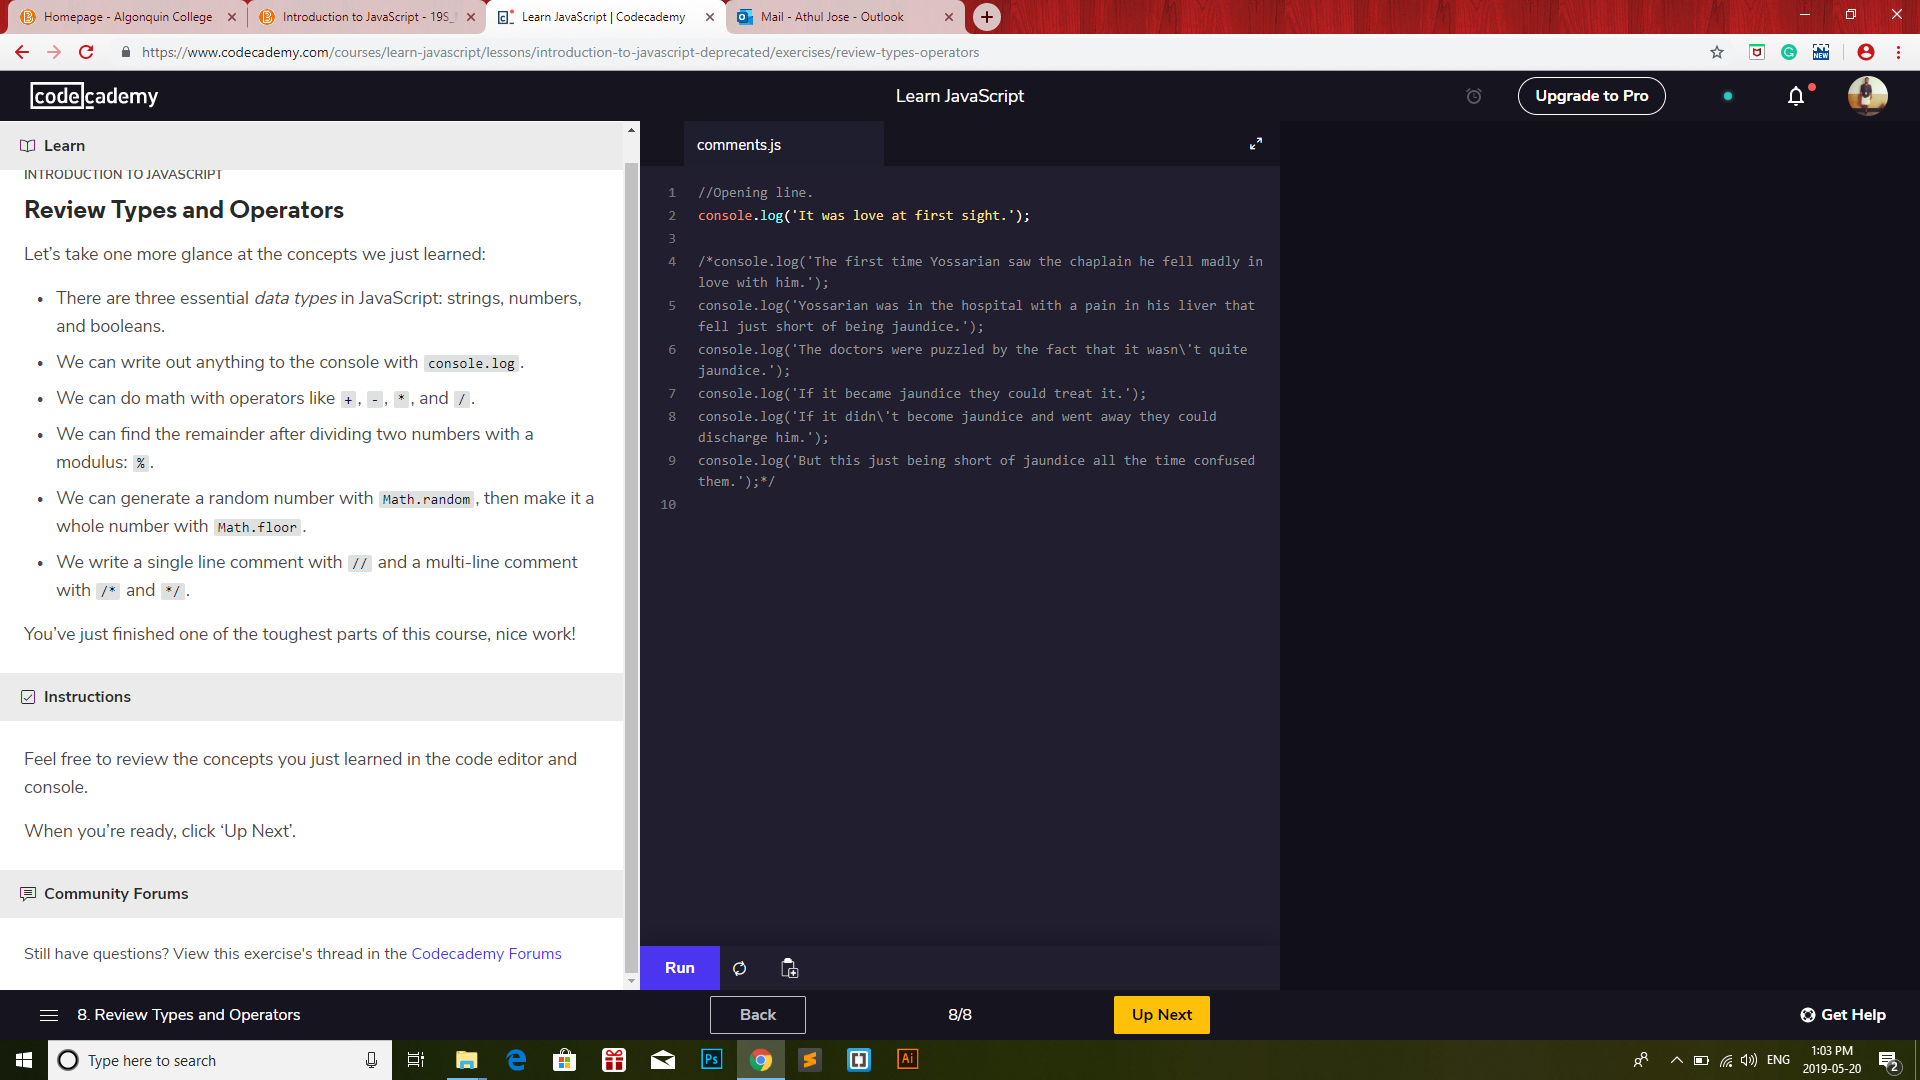 Homepage - Algonquin College
Introduction to JavaScript - 19S_
Learn JavaScript | Codecademy
Mail - Athul Jose - Outlook
https://www.codecademy.com/courses/learn-javascript/lessons/introduction-to-javascript-deprecated/exercises/review-types-operators
codecademy
Learn JavaScript
Upgrade to Pro
Learn
INTRODUCTION TO JAVASCRIPT
Review Types and Operators
Let’s take one more glance at the concepts we just learned:
• There are three essential data types in JavaScript: strings, numbers,
and booleans.
• We can write out anything to the console with console.log.
• We can do math with operators like +, -, *, and /.
• We can find the remainder after dividing two numbers with a
modulus: %.
• We can generate a random number with Math.random, then make it a
whole number with Math.floor.
• We write a single line comment with // and a multi-line comment
with /* and */.
You’ve just finished one of the toughest parts of this course, nice work!
Instructions
Feel free to review the concepts you just learned in the code editor and
console.
When you’re ready, click ‘Up Next’.
Community Forums
Still have questions? View this exercise's thread in the Codecademy Forums
comments.js
1 //Opening line.
2 console.log('It was love at first sight.');
3
4 /*console.log('The first time Yossarian saw the chaplain he fell madly in
love with him.');
5 console.log('Yossarian was in the hospital with a pain in his liver that
fell just short of being jaundice.');
6 console.log('The doctors were puzzled by the fact that it wasn\'t quite
jaundice.');
7 console.log('If it became jaundice they could treat it.');
8 console.log('If it didn\'t become jaundice and went away they could
discharge him.');
9 console.log('But this just being short of jaundice all the time confused
them.');*/
10
Run
8. Review Types and Operators
Back
8/8
Up Next
Get Help
Type here to search
Ps
Ai
ENG
1:03 PM
2019-05-20
2